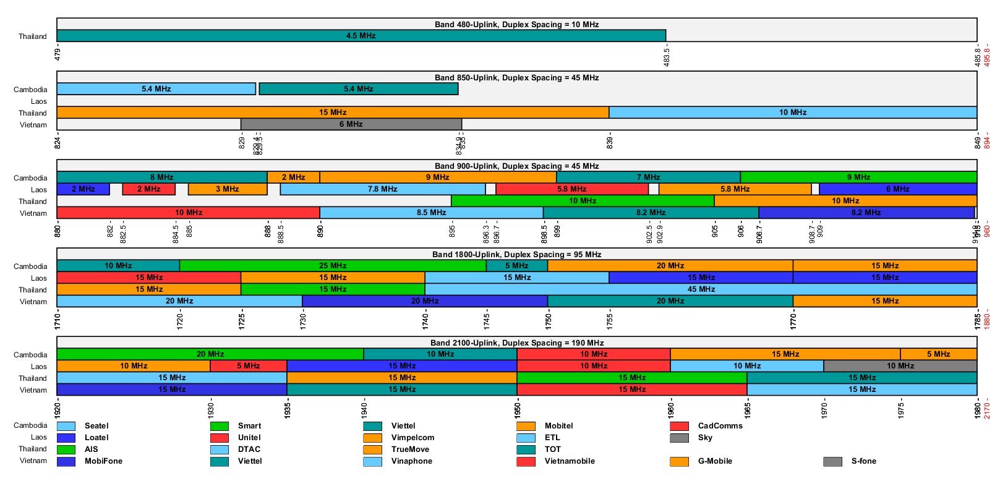 Band 480-Uplink, Duplex Spacing = 10 MHz
Thailand 4.5 MHz
479 - 483.5 - 485.8 - 495.8 -
Band 850-Uplink, Duplex Spacing = 45 MHz
Cambodia 5.4 MHz 5.4 MHz
Laos
Thailand 15 MHz 10 MHz
Vietnam 6 MHz
824 - 829 - 829.4 - 829.5 - 834.9 - 835 - 839 - 849 - 894 -
Band 900-Uplink, Duplex Spacing = 45 MHz
Cambodia 8 MHz 2 MHz 9 MHz 7 MHz 9 MHz
Laos 2 MHz 2 MHz 3 MHz 7.8 MHz 5.8 MHz 5.8 MHz 6 MHz
Thailand 10 MHz 10 MHz
Vietnam 10 MHz 8.5 MHz 8.2 MHz 8.2 MHz
880 - 882 - 882.5 - 884.5 - 885 - 888 - 888.5 - 890 - 895 - 896.3 - 896.7 - 898.5 - 899 - 902.5 - 902.9 - 905 - 906 - 906.7 - 908.7 - 909 - 914.9 - 915 - 960 -
Band 1800-Uplink, Duplex Spacing = 95 MHz
Cambodia 10 MHz 25 MHz 5 MHz 20 MHz 15 MHz
Laos 15 MHz 15 MHz 15 MHz 15 MHz 15 MHz
Thailand 15 MHz 15 MHz 45 MHz
Vietnam 20 MHz 20 MHz 20 MHz 15 MHz
1710 - 1720 - 1725 - 1730 - 1740 - 1745 - 1750 - 1755 - 1770 - 1785 - 1880 -
Band 2100-Uplink, Duplex Spacing = 190 MHz
Cambodia 20 MHz 10 MHz 10 MHz 15 MHz 5 MHz
Laos 10 MHz 5 MHz 15 MHz 10 MHz 10 MHz 10 MHz
Thailand 15 MHz 15 MHz 15 MHz 15 MHz
Vietnam 15 MHz 15 MHz 15 MHz 15 MHz
1920 - 1930 - 1935 - 1940 - 1950 - 1960 - 1965 - 1970 - 1975 - 1980 - 2170 -
Cambodia Seatel Smart Viettel Mobitel CadComms
Laos Loatel Unitel Vimpelcom ETL Sky
Thailand AIS DTAC TrueMove TOT
Vietnam MobiFone Viettel Vinaphone Vietnamobile G-Mobile S-fone